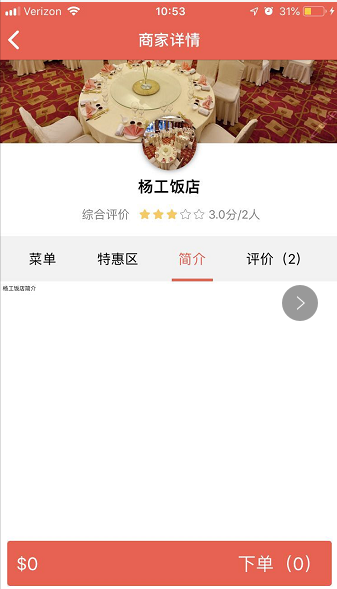 Verizon 10:53 31%
商家详情
杨工饭店
综合评价 3.0分/2人
菜单 特惠区 简介 评价（2）
杨工饭店简介
$0 下单（0）